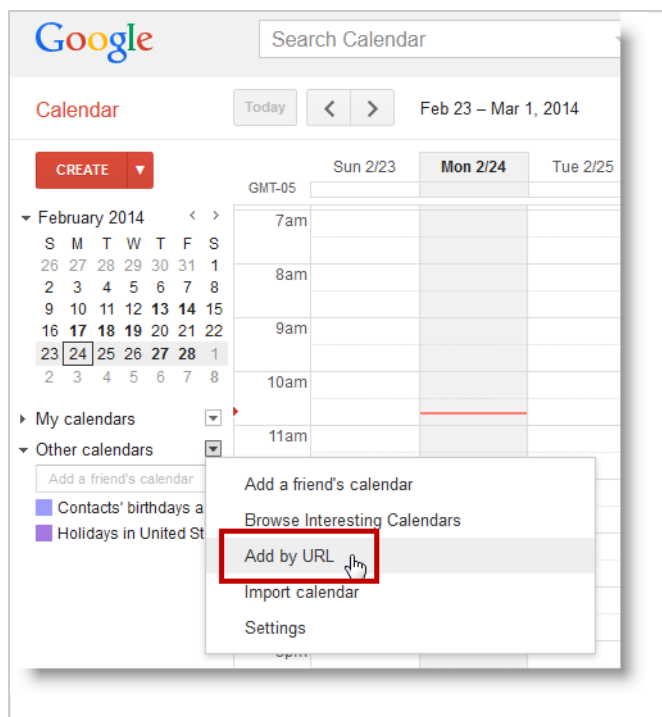 Google
Search Calendar
Calendar
Today
Feb 23 – Mar 1, 2014
CREATE
Sun 2/23 Mon 2/24 Tue 2/25
GMT-05
February 2014
S M T W T F S
26 27 28 29 30 31 1
2 3 4 5 6 7 8
9 10 11 12 13 14 15
16 17 18 19 20 21 22
23 24 25 26 27 28 1
2 3 4 5 6 7 8
7am
8am
9am
10am
11am
My calendars
Other calendars
Add a friend's calendar
Contacts' birthdays a
Holidays in United St
Add a friend's calendar
Browse Interesting Calendars
Add by URL
Import calendar
Settings